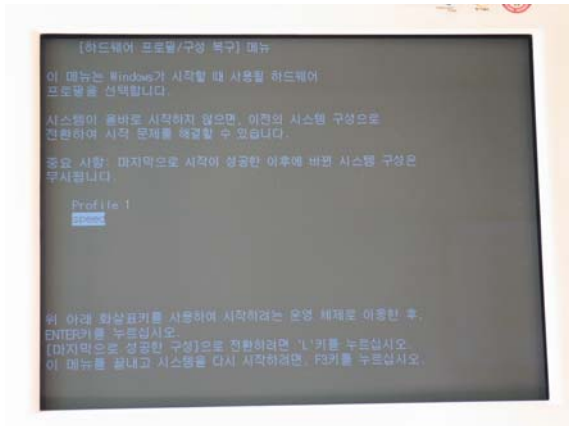 [하드웨어 프로필/구성 복구] 메뉴
이 메뉴는 Windows가 시작할 때 사용될 하드웨어
프로필을 선택합니다.
시스템이 올바로 시작하지 않으면, 이전의 시스템 구성으로
전환하여 시작 문제를 해결할 수 있습니다.
중요 사항: 마지막으로 시작이 성공한 이후에 바뀐 시스템 구성은
무시됩니다.
Profile 1
speed
위 아래 화살표키를 사용하여 시작하려는 운영 체제로 이동한 후,
ENTER키를 누르십시오.
[마지막으로 성공한 구성]으로 전환하려면 'L'키를 누르십시오.
이 메뉴를 끝내고 시스템을 다시 시작하려면, F3키를 누르십시오.